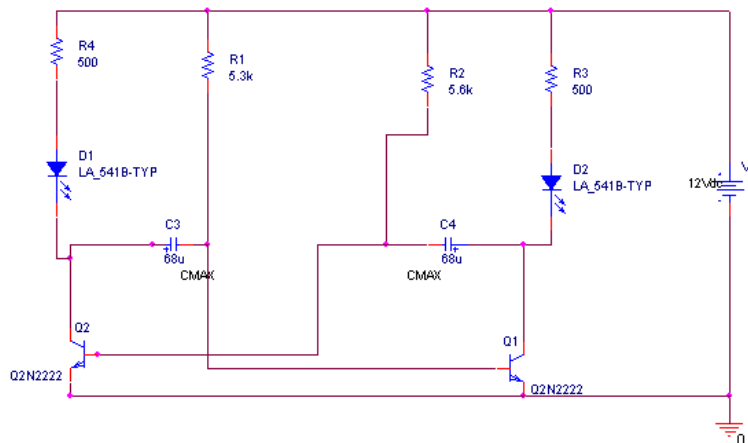 R4
500
R1
5.3k
R2
5.6k
R3
500
D1
LA_541B-TYP
D2
LA_541B-TYP
V
12Vdc
C3
68u
CMAX
C4
68u
CMAX
Q2
Q2N2222
Q1
Q2N2222
0